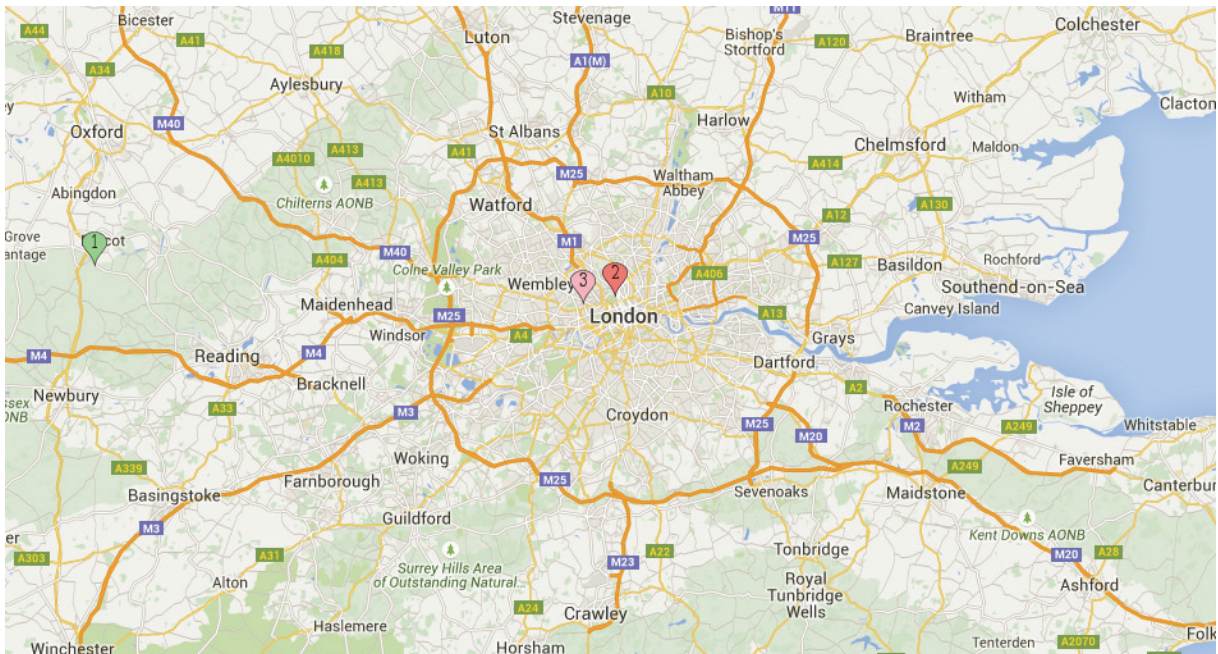 A44
Bicester
A41
A418
Luton
Stevenage
A1(M)
M11
Bishop's
Stortford
A120
Braintree
Colchester
A34
Aylesbury
A10
Witham
Clacton
Oxford
M40
St Albans
Harlow
Chelmsford
Maldon
A4010
A413
A41
A413
M25
A414
Abingdon
Chilterns AONB
Watford
Waltham
Abbey
A12
A130
Grove
1
M40
M1
M25
A404
Colne Valley Park
Wembley
3
2
A406
A127
Basildon
Rochford
Southend-on-Sea
Maidenhead
London
Canvey Island
Windsor
M25
A4
A13
Grays
M4
Reading
M4
Dartford
Newbury
Bracknell
A2
Isle of
Sheppey
A33
M3
Croydon
Rochester
M2
A249
Whitstable
M25
M20
A339
Woking
M25
A249
Faversham
Basingstoke
Farnborough
Sevenoaks
Maidstone
Canterbur
M3
Guildford
Kent Downs AONB
A303
A31
Surrey Hills Area
of Outstanding Natural...
M23
A22
Tonbridge
M20
A28
Alton
Royal
Tunbridge
Wells
Ashford
A24
Crawley
Haslemere
Winchester
Horsham
Tenterden
A2070
Folk